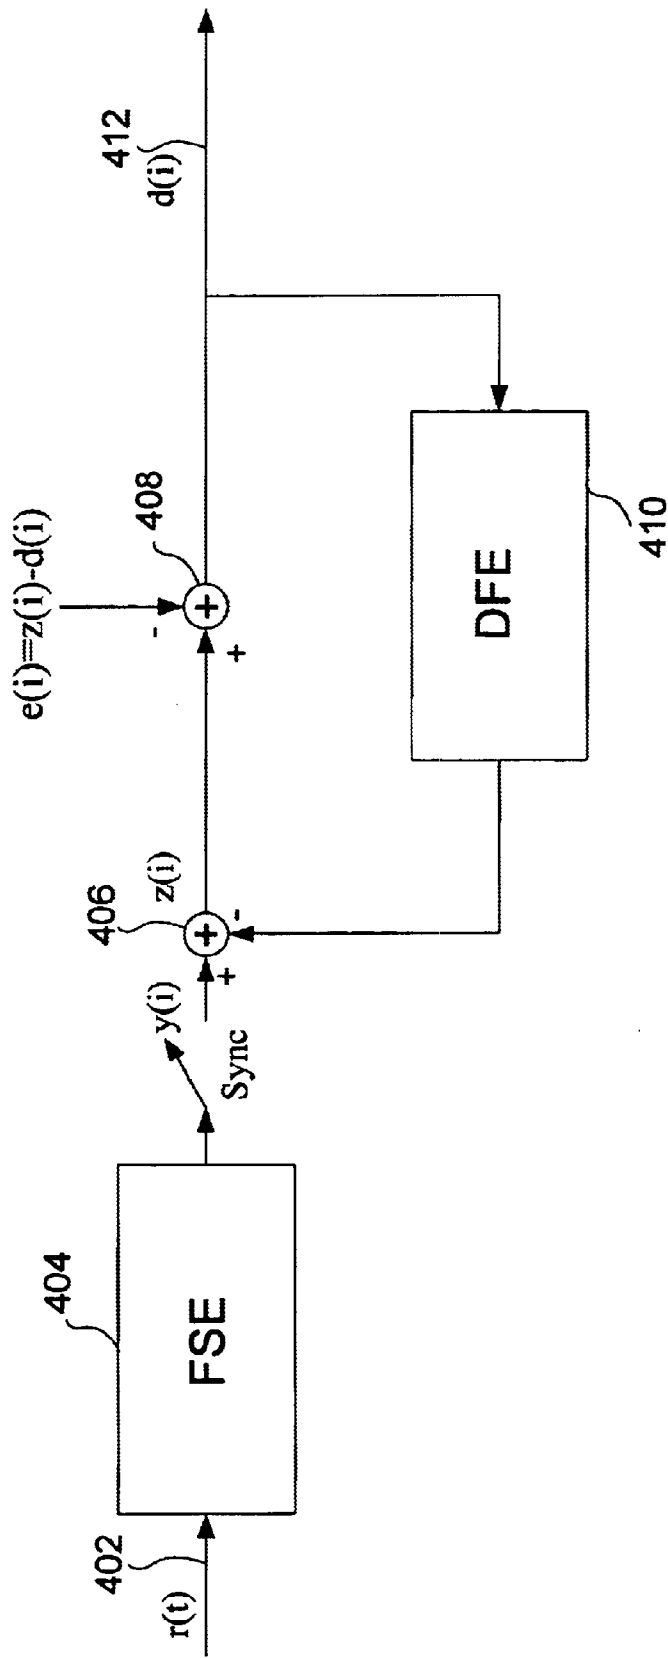 r(t)
402
404
FSE
Sync
y(i)
406
+
+
-
z(i)
e(i)=z(i)-d(i)
408
-
+
+
DFE
410
412
d(i)